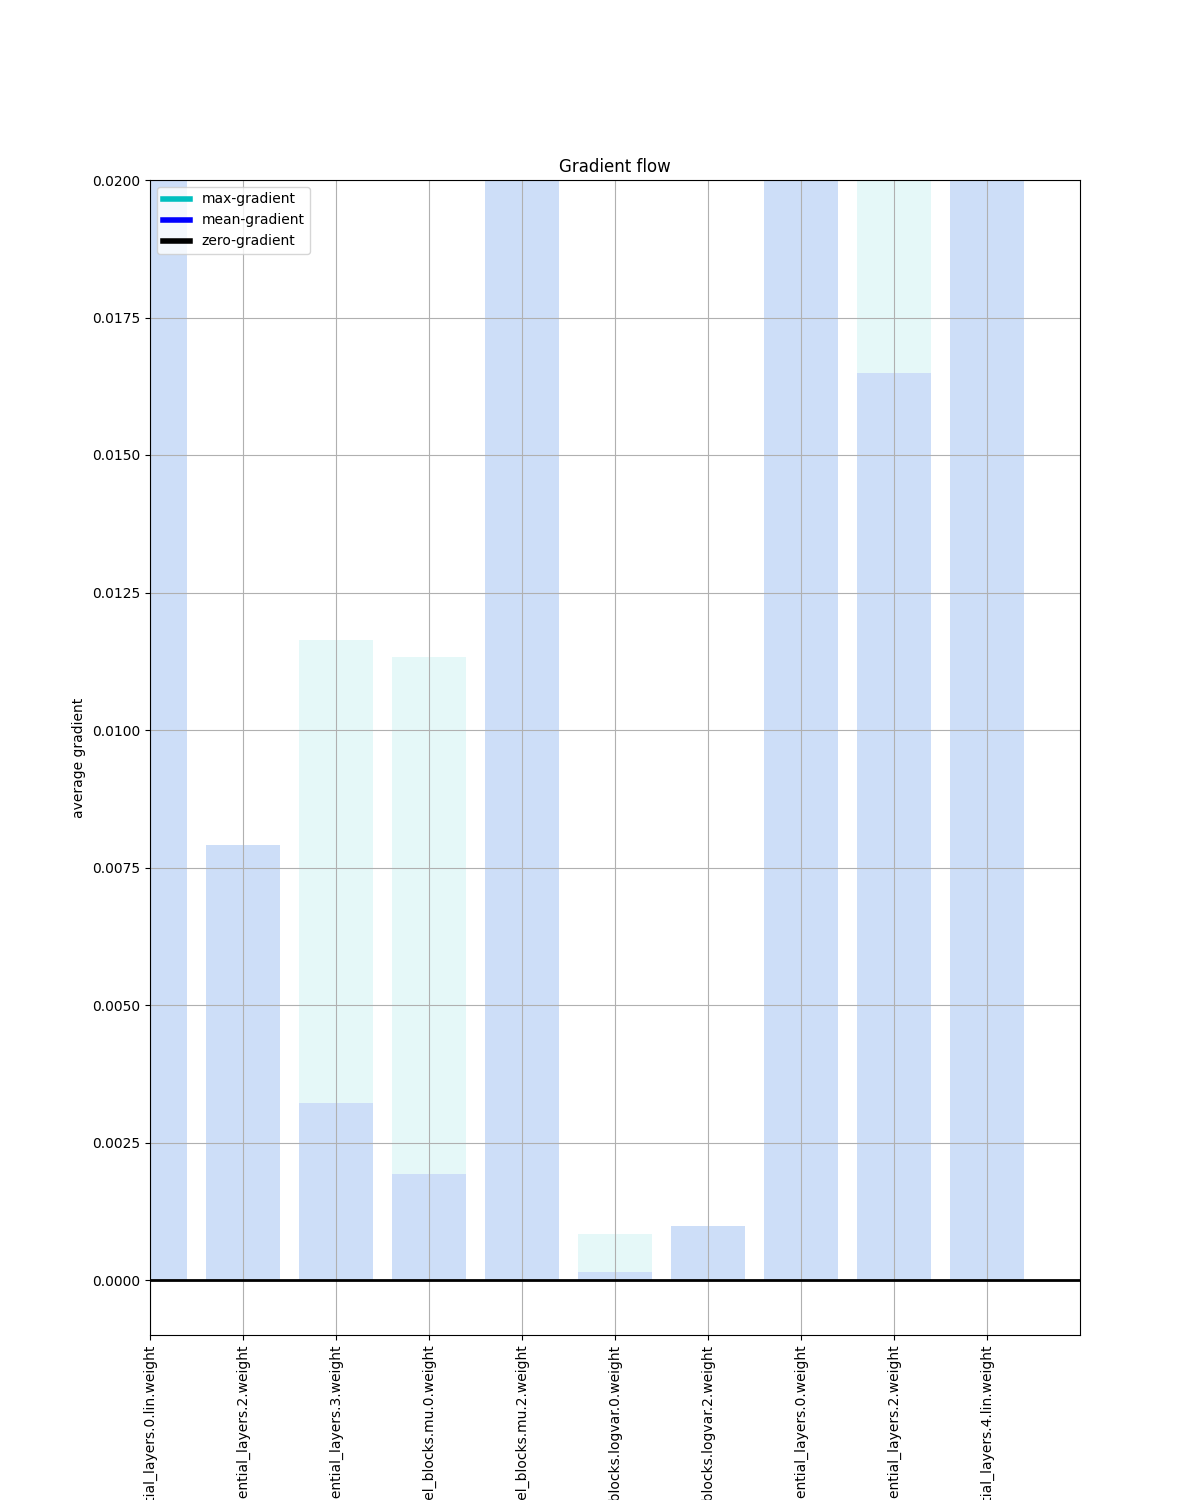 Gradient flow
max-gradient
mean-gradient
zero-gradient
0.0200
0.0175
0.0150
0.0125
0.0100
0.0075
0.0050
0.0025
0.0000
average gradient
tial_layers.0.lin.weight
ential_layers.2.weight
ential_layers.3.weight
el_blocks.mu.0.weight
el_blocks.mu.2.weight
blocks.logvar.0.weight
blocks.logvar.2.weight
ential_layers.0.weight
ential_layers.2.weight
tial_layers.4.lin.weight